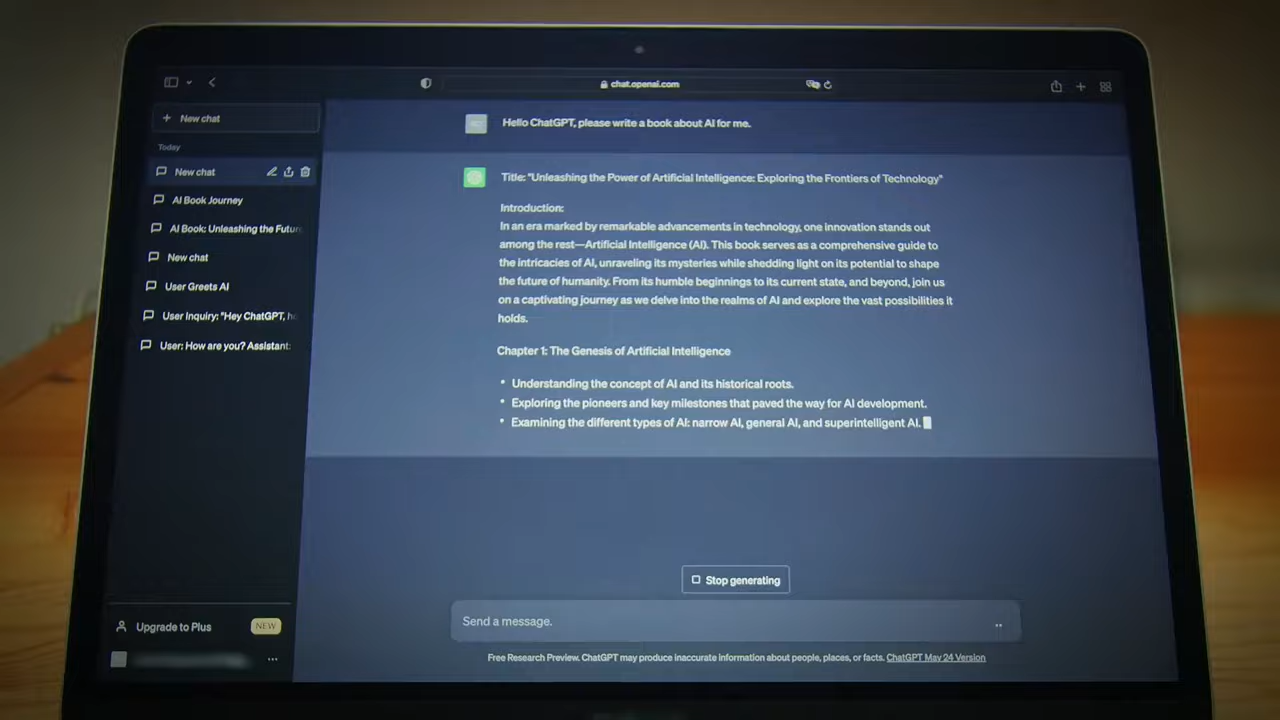 chat.openai.com
New chat
Today
New chat
AI Book Journey
AI Book: Unleashing the Futur
New chat
User Greets AI
User Inquiry: "Hey ChatGPT, h
User: How are you? Assistant:
Upgrade to Plus
NEW
Hello ChatGPT, please write a book about AI for me.
Title: "Unleashing the Power of Artificial Intelligence: Exploring the Frontiers of Technology"
Introduction:
In an era marked by remarkable advancements in technology, one innovation stands out
among the rest—Artificial Intelligence (AI). This book serves as a comprehensive guide to
the intricacies of AI, unraveling its mysteries while shedding light on its potential to shape
the future of humanity. From its humble beginnings to its current state, and beyond, join us
on a captivating journey as we delve into the realms of AI and explore the vast possibilities it
holds.
Chapter 1: The Genesis of Artificial Intelligence
• Understanding the concept of AI and its historical roots.
• Exploring the pioneers and key milestones that paved the way for AI development.
• Examining the different types of AI: narrow AI, general AI, and superintelligent AI.
Stop generating
Send a message.
Free Research Preview. ChatGPT may produce inaccurate information about people, places, or facts. ChatGPT May 24 Version